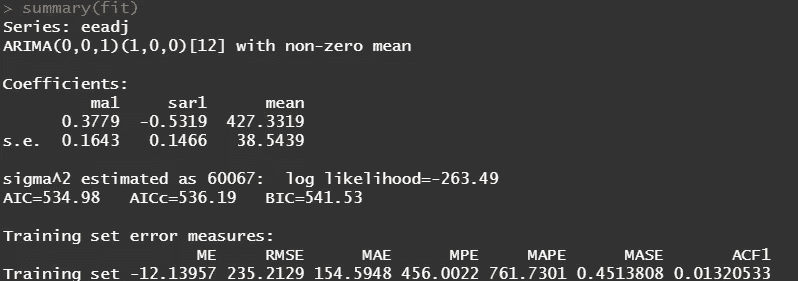 > summary(fit)
Series: eeadj
ARIMA(0,0,1)(1,0,0)[12] with non-zero mean
Coefficients:
ma1 sar1 mean
0.3779 -0.5319 427.3319
s.e. 0.1643 0.1466 38.5439
sigma^2 estimated as 60067: log likelihood=-263.49
AIC=534.98 AICc=536.19 BIC=541.53
Training set error measures:
ME RMSE MAE MPE MAPE MASE ACF1
Training set -12.13957 235.2129 154.5948 456.0022 761.7301 0.4513808 0.01320533